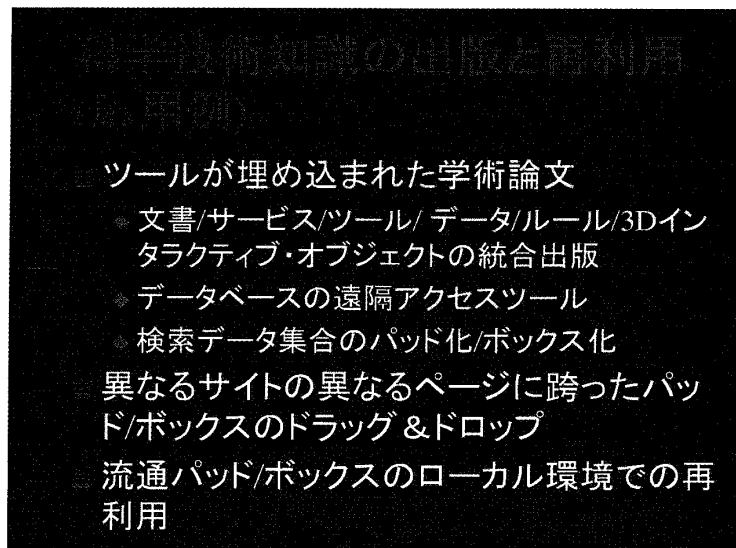 科学技術知識の出版と再利用
(応用例)
ツールが埋め込まれた学術論文
文書/サービス/ツール/ データ/ルール/3Dイン
タラクティブ・オブジェクトの統合出版
データベースの遠隔アクセスツール
検索データ集合のパッド化/ボックス化
異なるサイトの異なるページに跨ったパッ
ド/ボックスのドラッグ&ドロップ
流通パッド/ボックスのローカル環境での再
利用